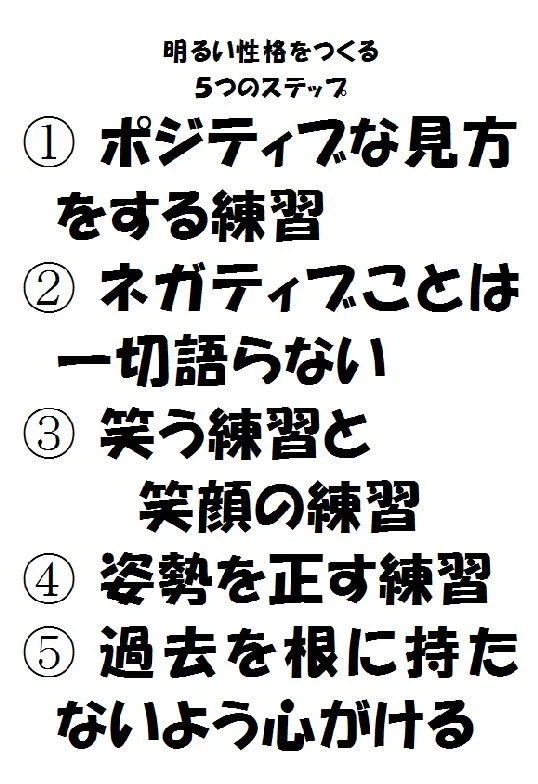 明るい性格をつくる
５つのステップ
① ポジティブな見方
をする練習
② ネガティブことは
一切語らない
③ 笑う練習と
笑顔の練習
④ 姿勢を正す練習
⑤ 過去を根に持た
ないよう心がける